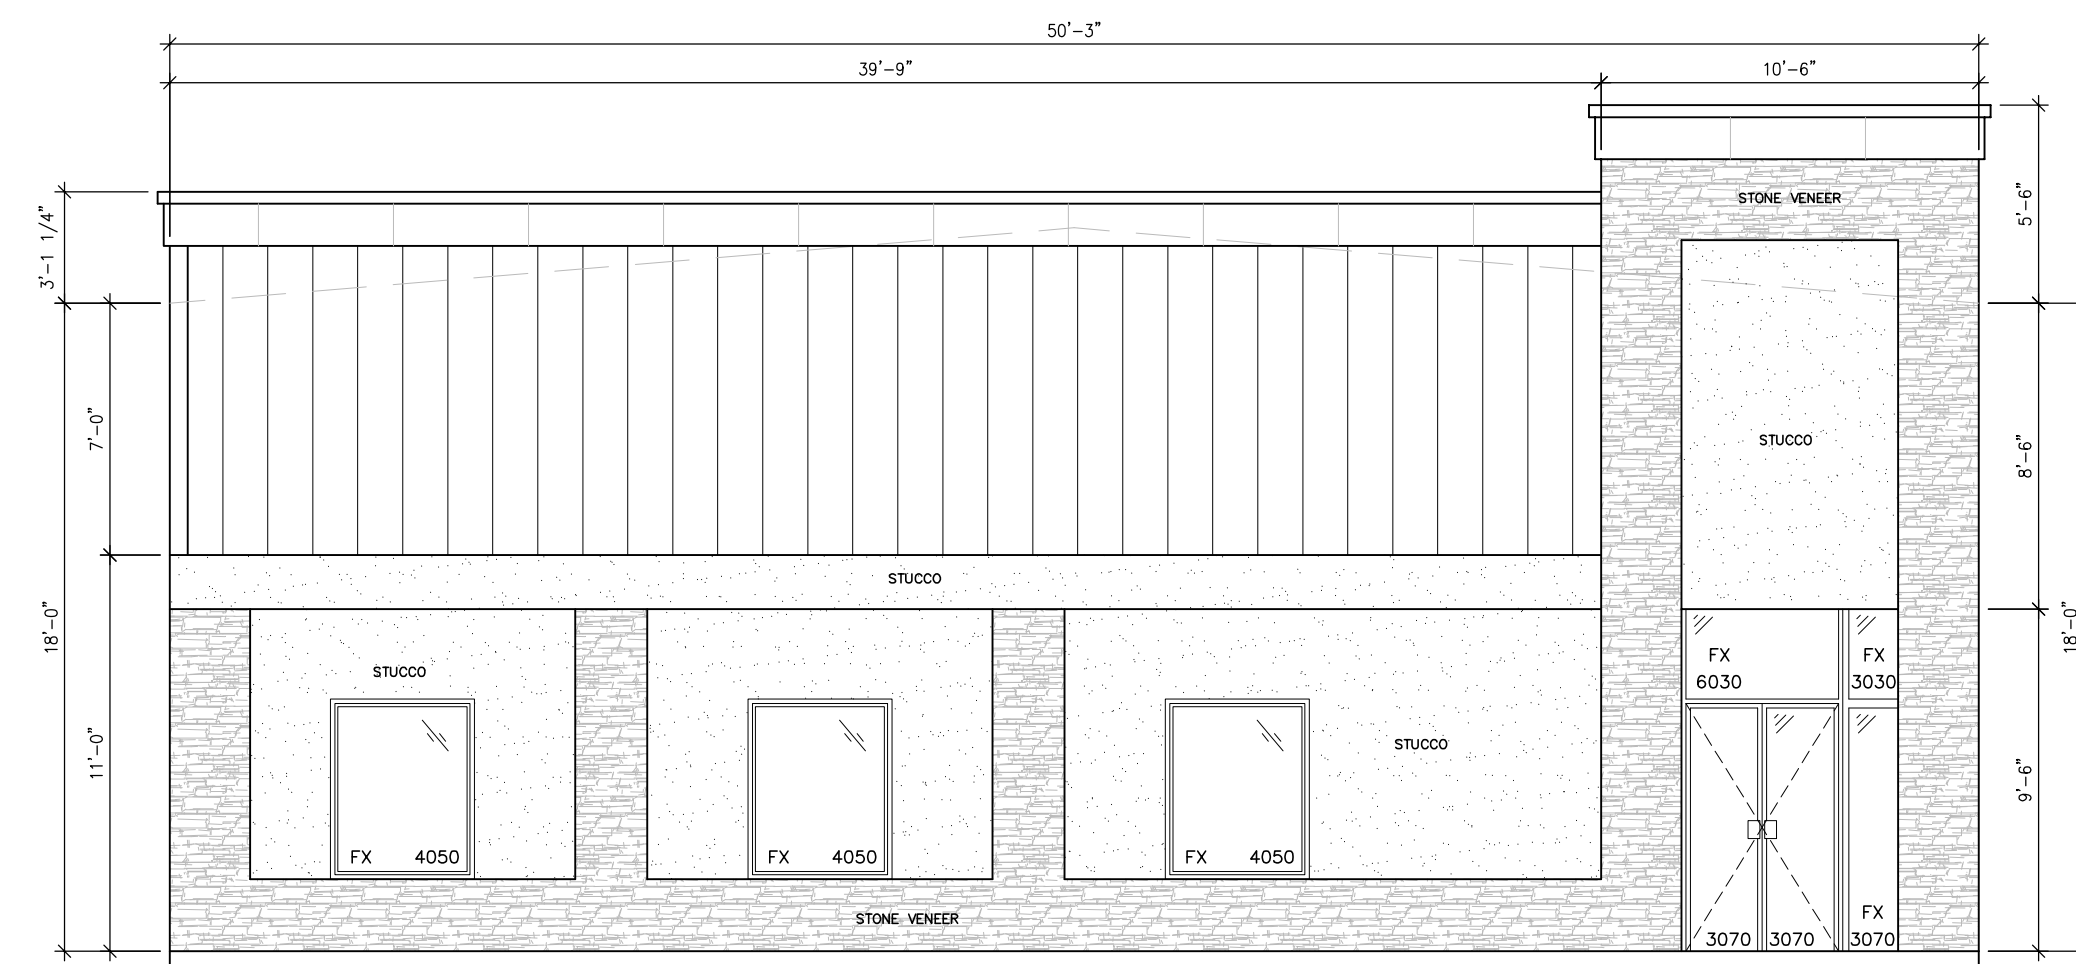 50'-3"
39'-9"
10'-6"
3'-1 1/4"
5'-6"
STONE VENEER
7'-0"
STUCCO
8'-6"
STUCCO
18'-0"
18'-0"
STUCCO
FX
FX
6030
3030
11'-0"
STUCCO
9'-6"
FX 4050
FX 4050
FX 4050
STONE VENEER
FX
3070
3070
3070